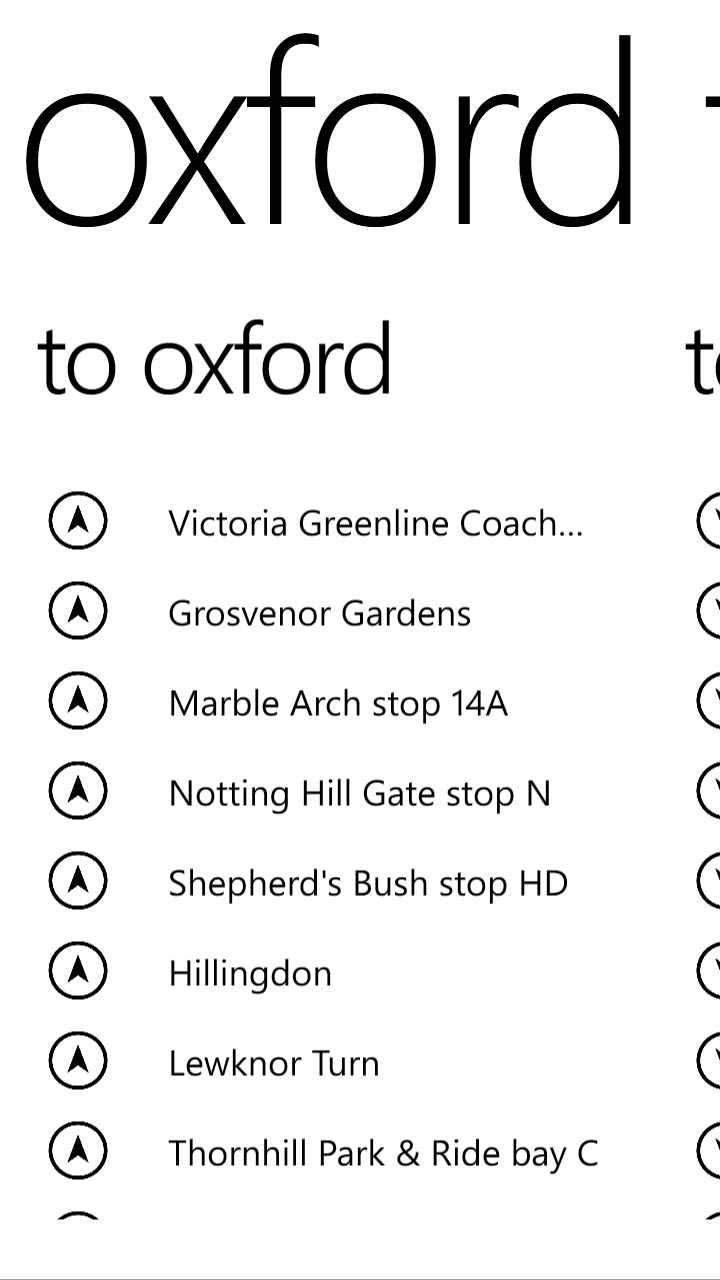 oxford
to oxford
Victoria Greenline Coach...
Grosvenor Gardens
Marble Arch stop 14A
Notting Hill Gate stop N
Shepherd's Bush stop HD
Hillingdon
Lewknor Turn
Thornhill Park & Ride bay C